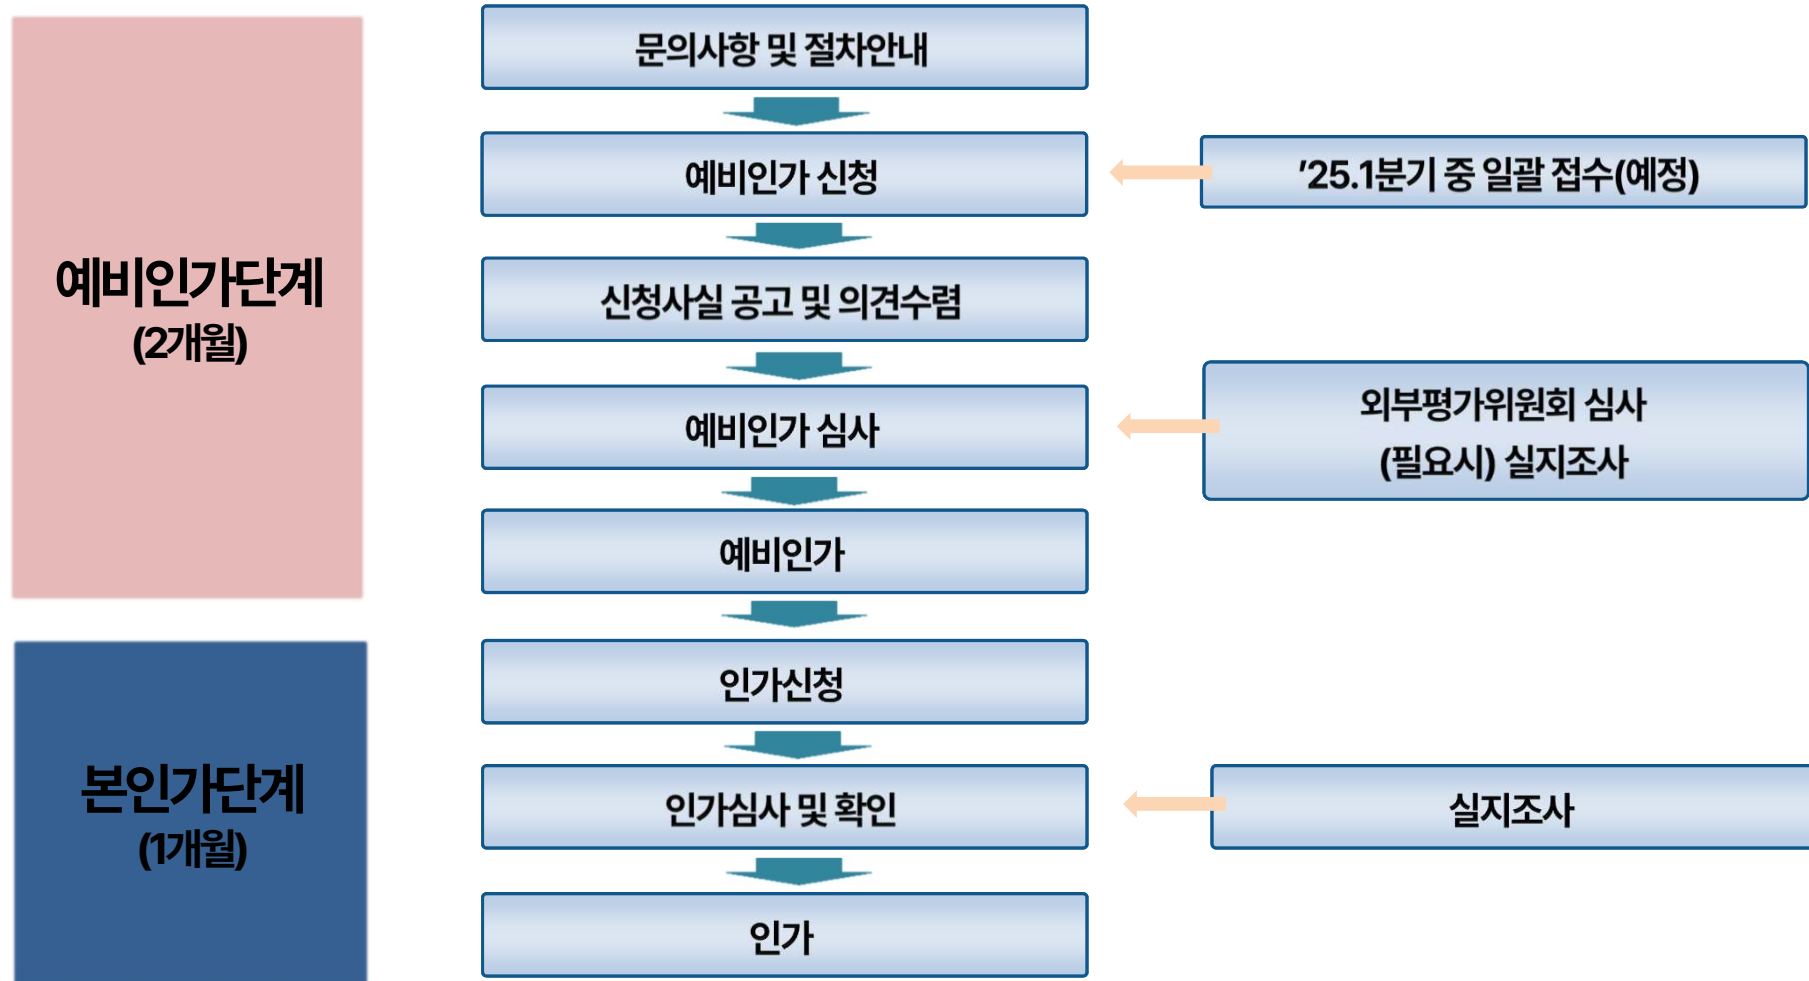 예비인가단계
(2개월)
문의사항 및 절차안내
예비인가 신청
'25.1분기 중 일괄 접수(예정)
신청사실 공고 및 의견수렴
예비인가 심사
외부평가위원회 심사
(필요시) 실지조사
예비인가
본인가단계
(1개월)
인가신청
인가심사 및 확인
실지조사
인가